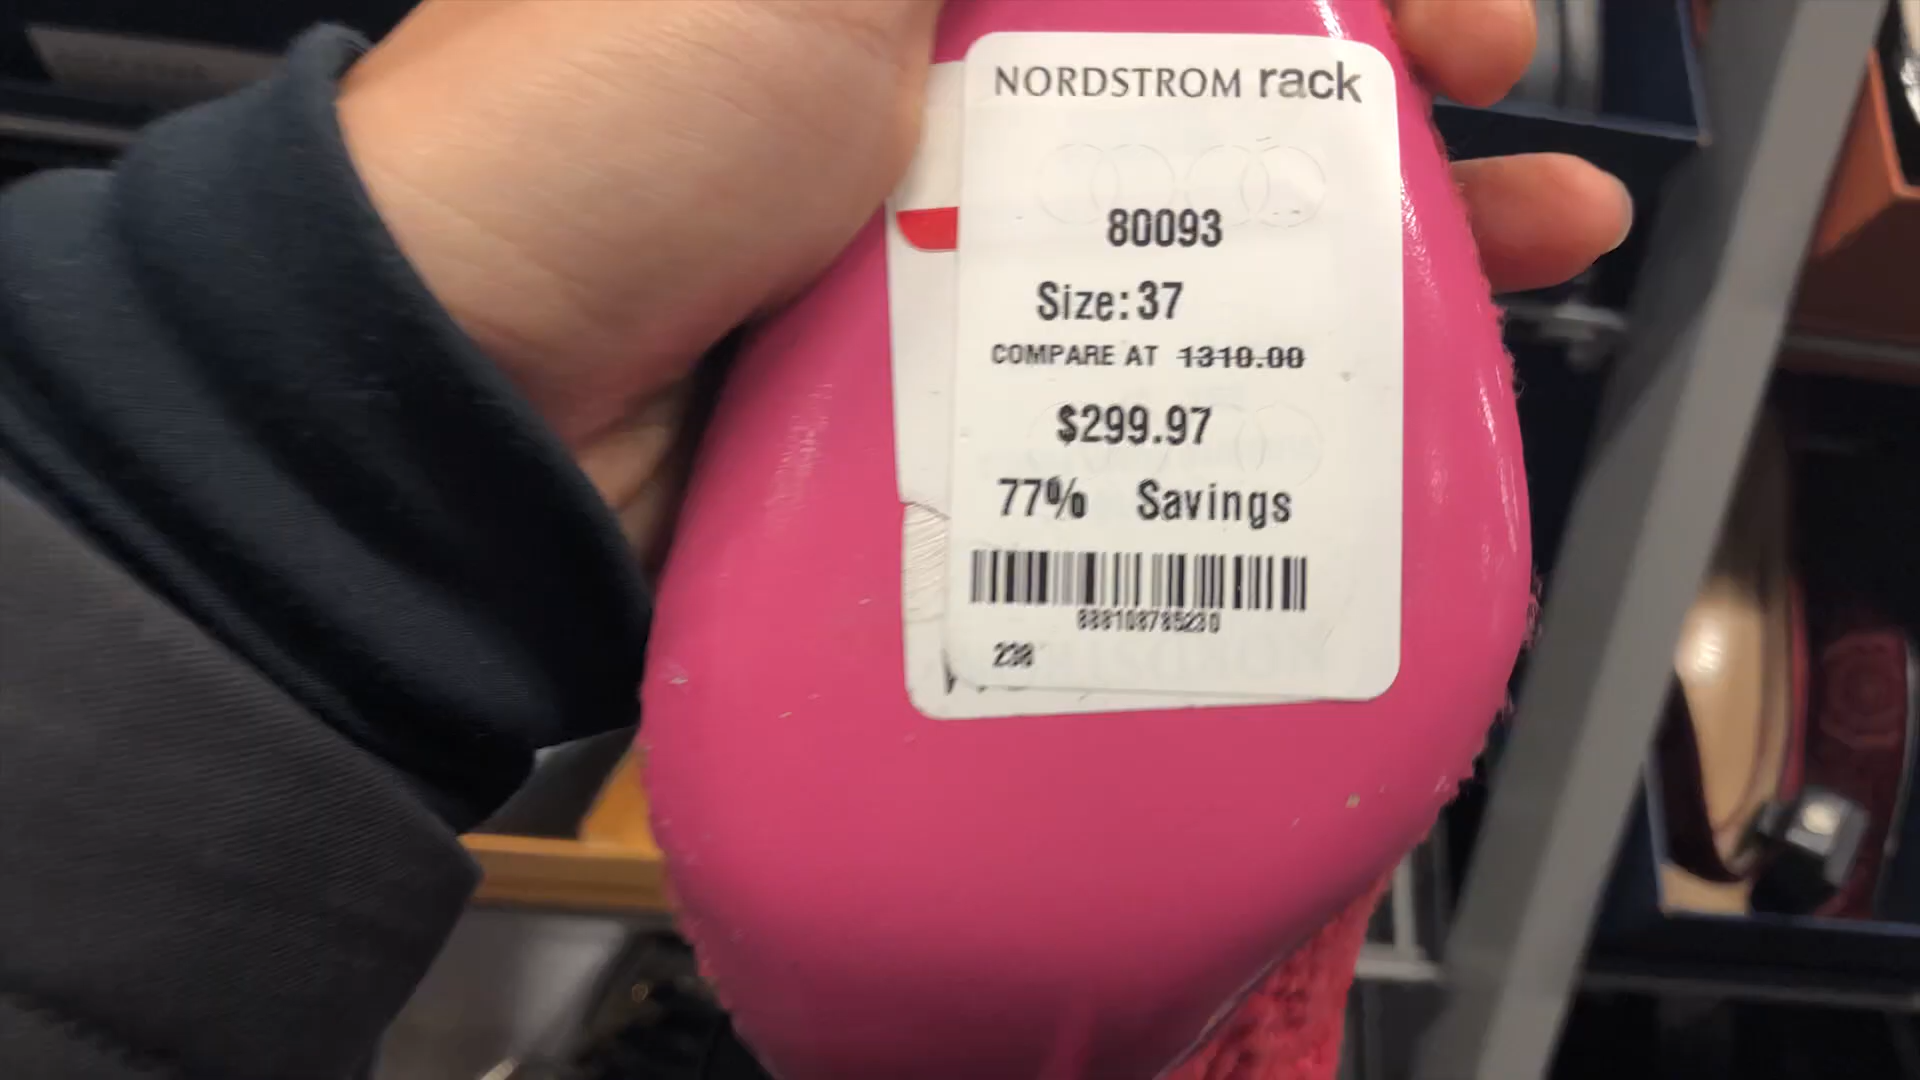 NORDSTROM rack
80093
Size: 37
COMPARE AT 1310.00
$299.97
77% Savings
238